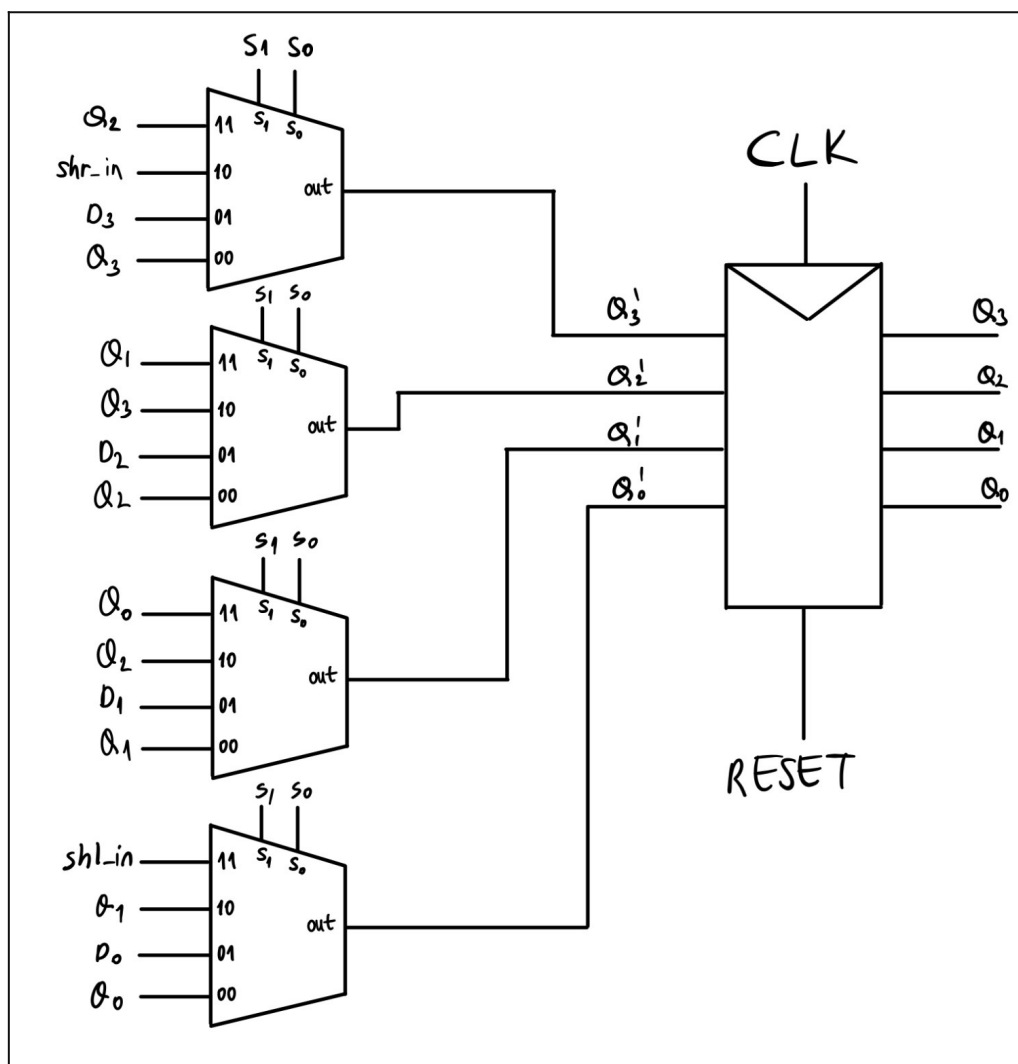 S1 S0
S1 S0
Q2 11
shr_in 10
D3 01
Q3 00
out
S1 S0
S1 S0
Q1 11
Q3 10
D2 01
Q2 00
out
S1 S0
S1 S0
Q0 11
Q2 10
D1 01
Q1 00
out
S1 S0
S1 S0
shl_in 11
Q1 10
D0 01
Q0 00
out
CLK
Q3' Q3
Q2' Q2
Q1' Q1
Q0' Q0
RESET